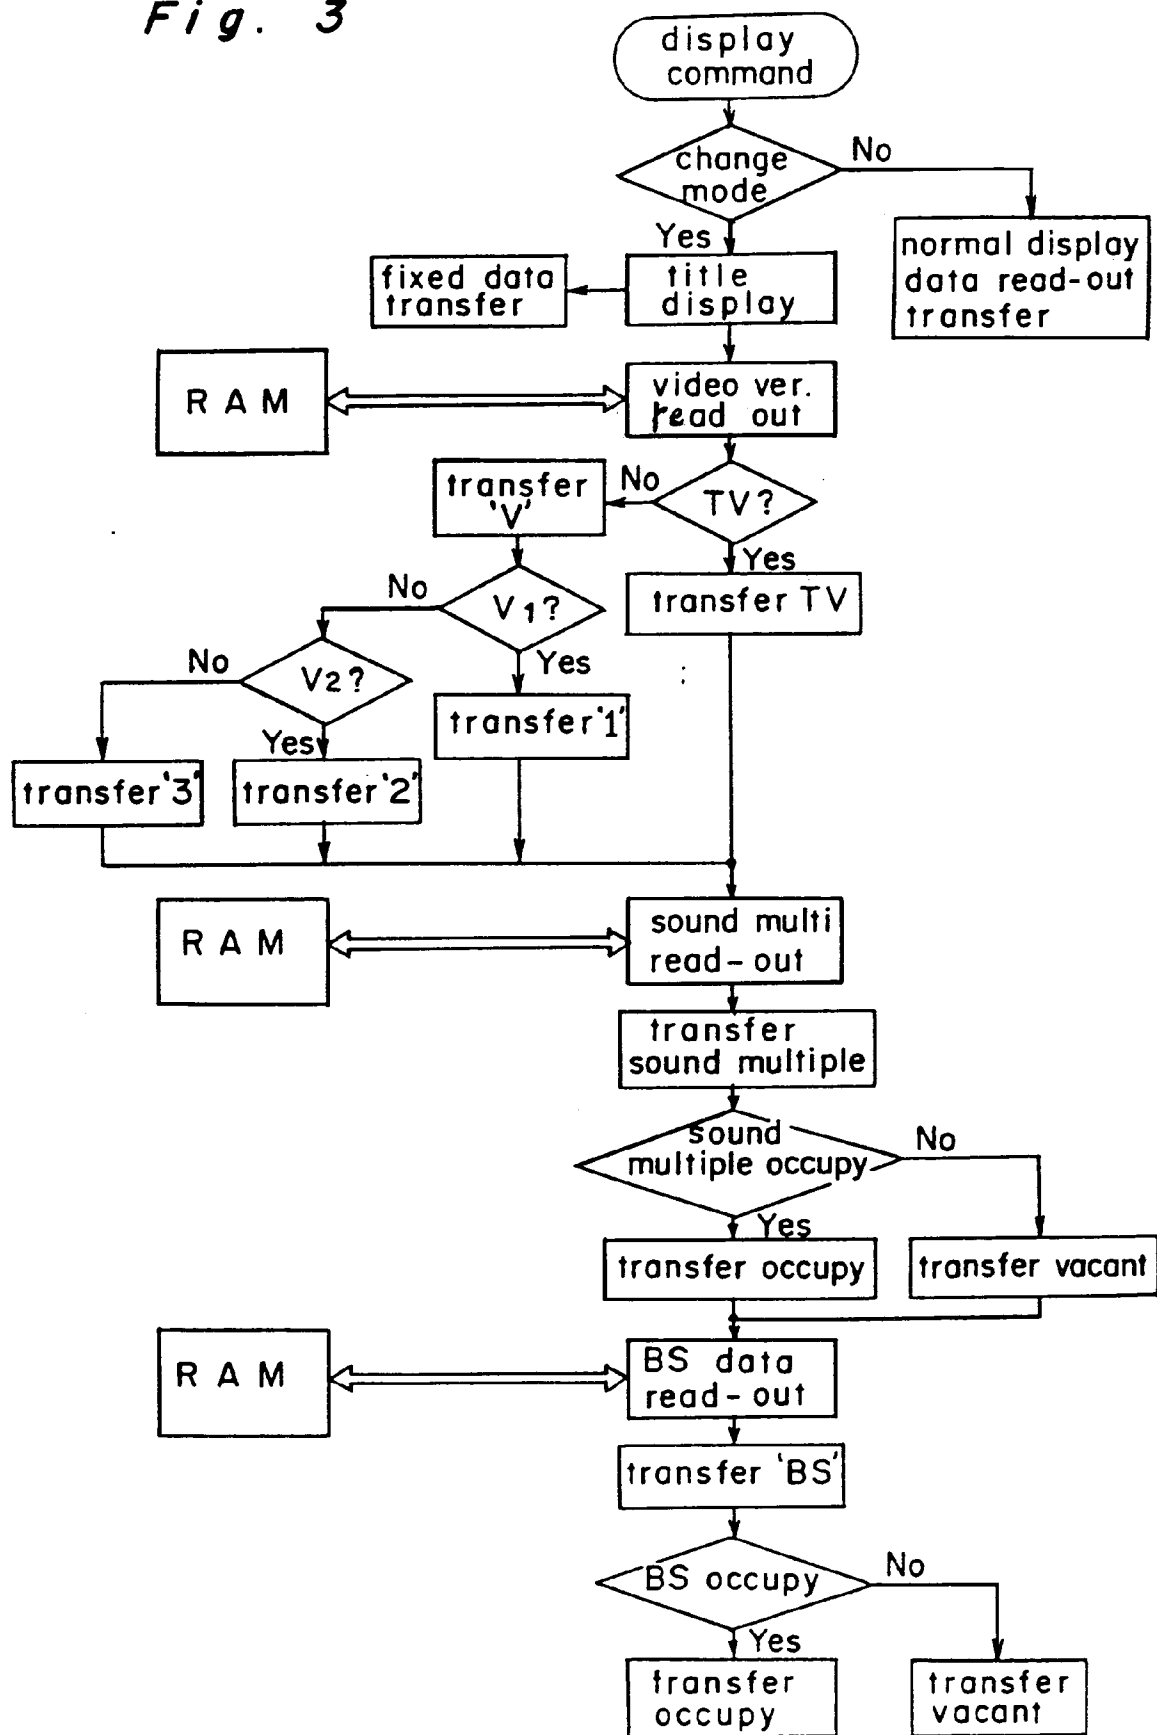 Fig. 3
display
command
change
mode
No
Yes
normal display
data read-out
transfer
fixed data
transfer
title
display
RAM
video ver.
read out
transfer
'V'
No
TV?
Yes
No
V1?
transfer TV
No
V2?
Yes
transfer '1'
Yes
transfer '3'
transfer '2'
RAM
sound multi
read-out
transfer
sound multiple
sound
multiple occupy
No
Yes
transfer occupy
transfer vacant
RAM
BS data
read-out
transfer 'BS'
BS occupy
No
Yes
transfer
occupy
transfer
vacant